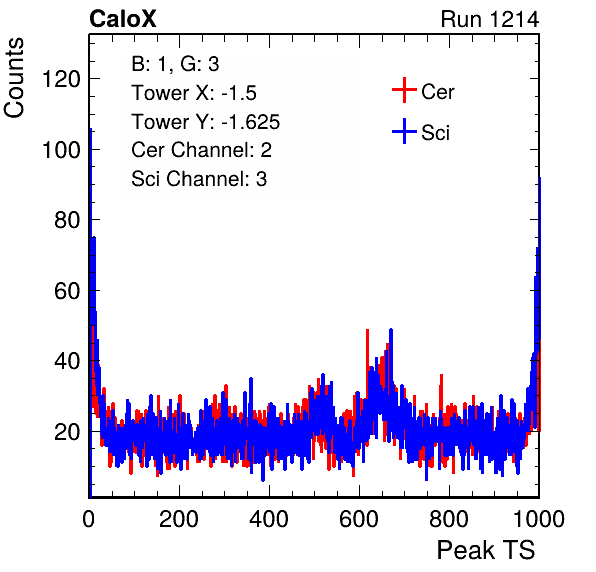 CaloX Run 1214
Counts
B: 1, G: 3
Tower X: -1.5
Tower Y: -1.625
Cer Channel: 2
Sci Channel: 3
Cer
Sci
120
100
80
60
40
20
0 200 400 600 800 1000
Peak TS